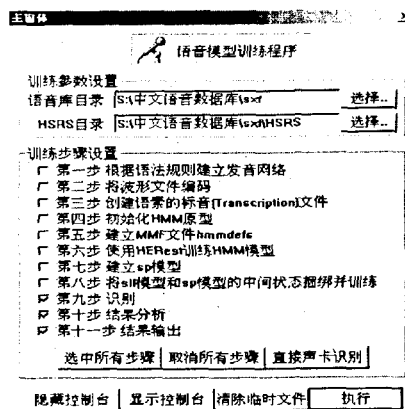 主窗体
语音模型训练程序
训练参数设置
语音库目录 S:\中文语音数据库\sxf 选择..
HSRS目录 S:\中文语音数据库\sxf\HSRS 选择..
训练步骤设置
第一步 根据语法规则建立发音网络
第二步 将波形文件编码
第三步 创建语素的标音(Transcription)文件
第四步 初始化HMM原型
第五步 建立MMF文件hmmdefs
第六步 使用HERest训练HMM模型
第七步 建立sp模型
第八步 将sil模型和sp模型的中间状态捆绑并训练
第九步 识别
第十步 结果分析
第十一步 结果输出
选中所有步骤 取消所有步骤 直接声卡识别
隐藏控制台 显示控制台 清除临时文件 执行